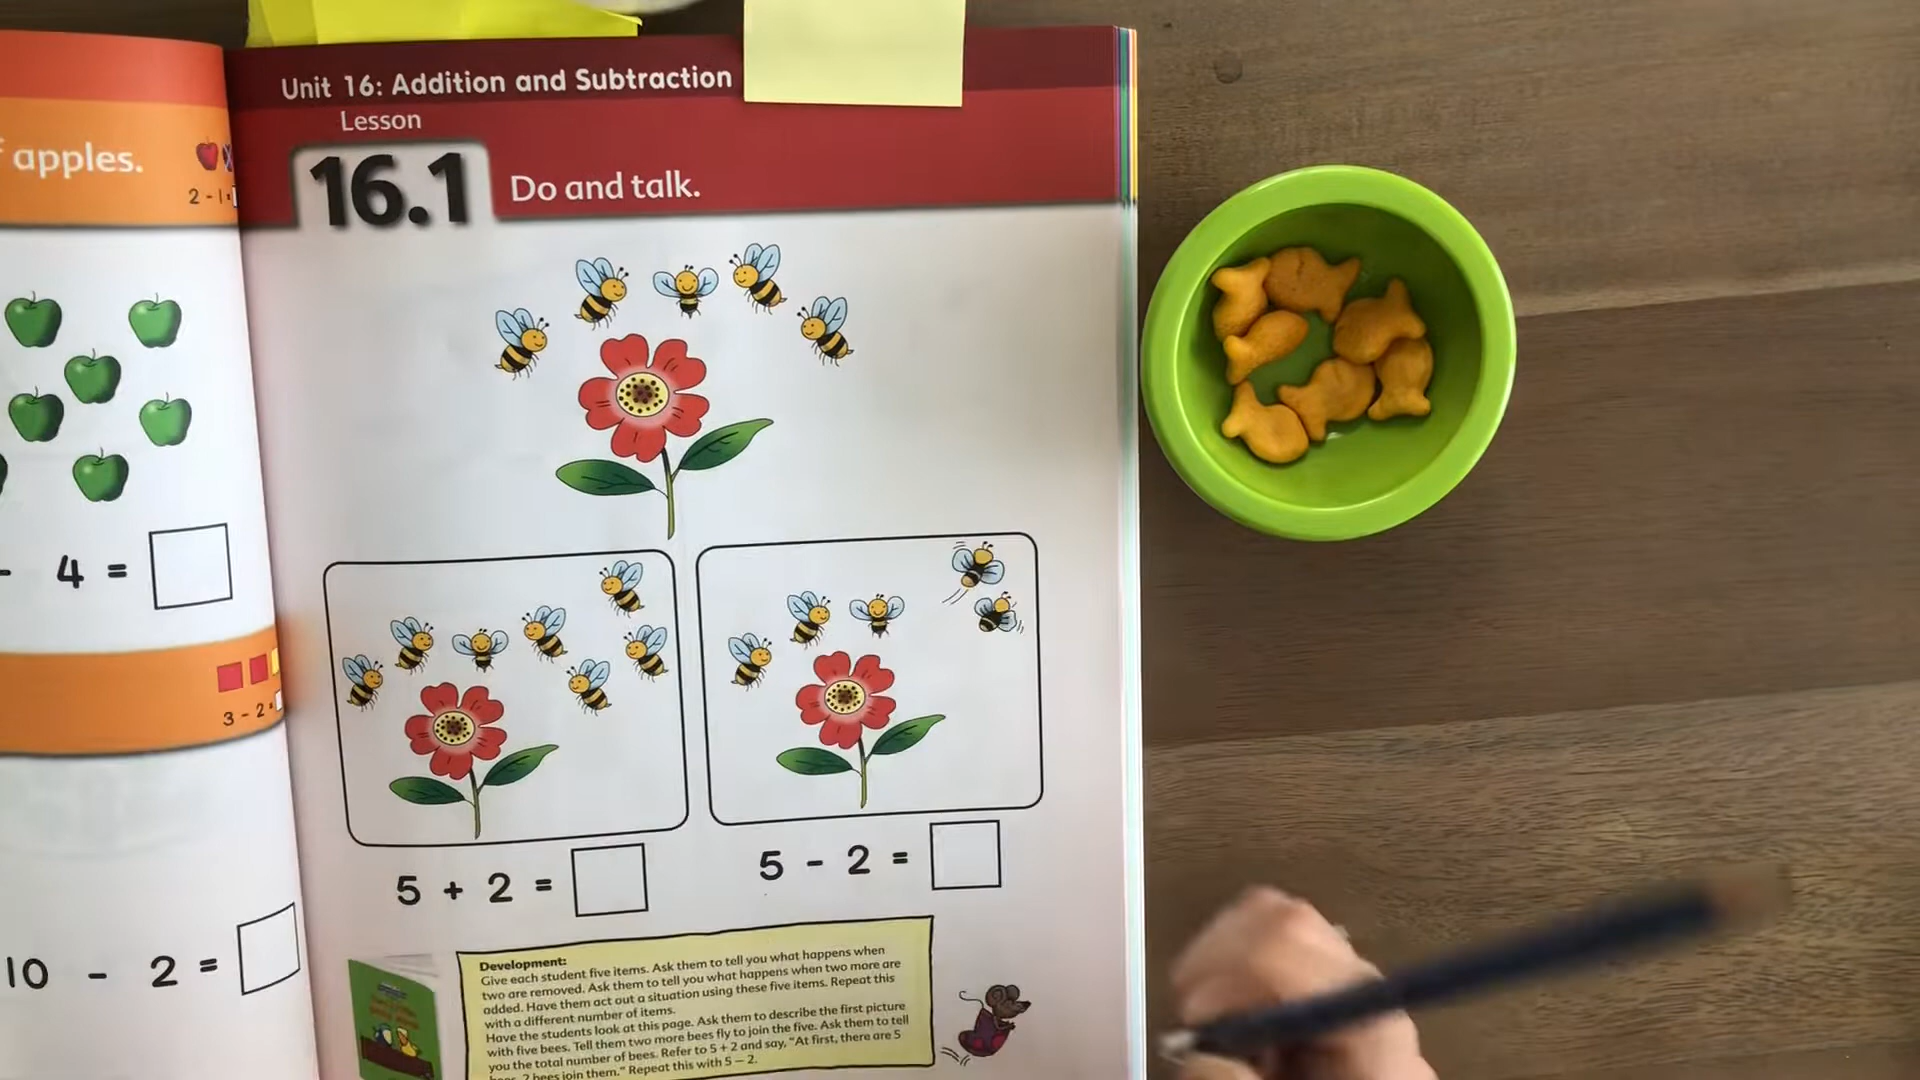 apples.
2 - 1 =
- 4 =
3 - 2 =
10 - 2 =
Unit 16: Addition and Subtraction
Lesson
16.1 Do and talk.
5 + 2 =
5 - 2 =
Development:
Give each student five items. Ask them to tell you what happens when
two are removed. Ask them to tell you what happens when two more are
added. Have them act out a situation using these five items. Repeat this
with a different number of items.
Have the students look at this page. Ask them to describe the first picture
with five bees. Tell them two more bees fly to join the five. Ask them to tell
you the total number of bees. Refer to 5 + 2 and say, "At first, there are 5
bees, 2 bees join them." Repeat this with 5 – 2.